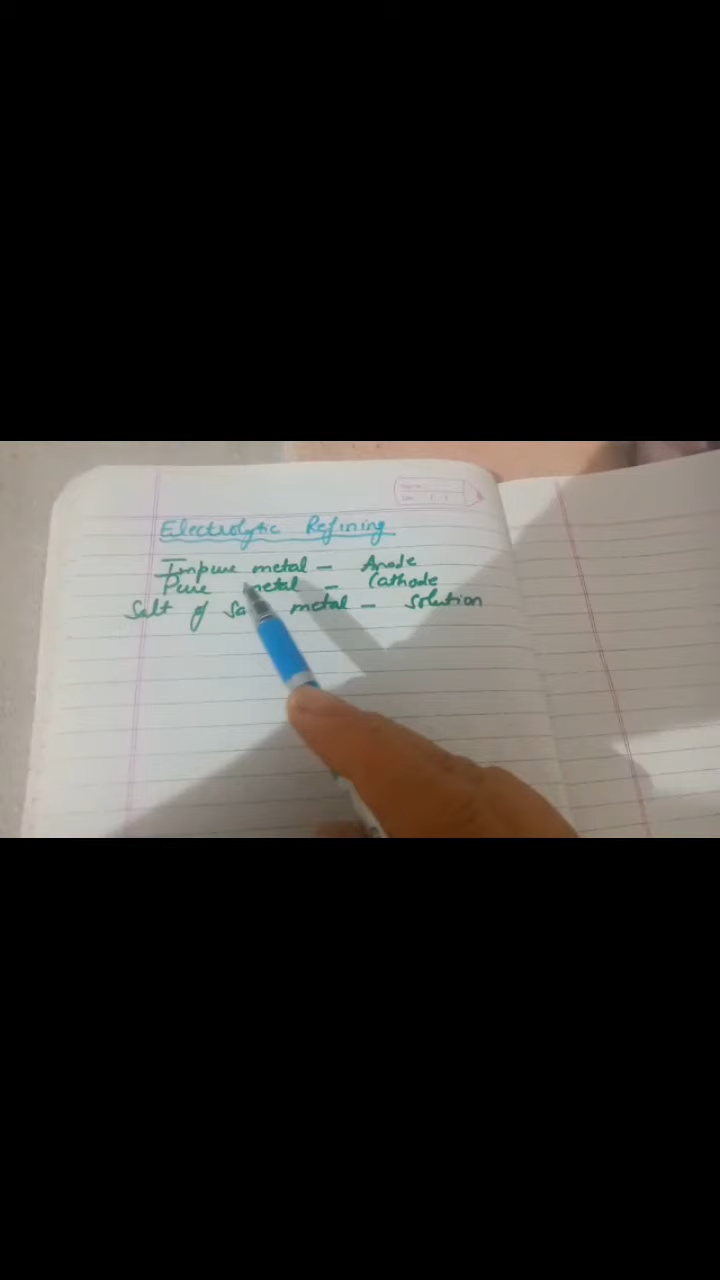 Electrolytic Refining
Impure metal - Anode
Pure metal - Cathode
Salt of metal - solution